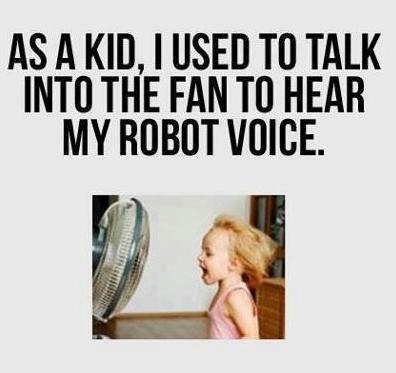 AS A KID, I USED TO TALK
INTO THE FAN TO HEAR
MY ROBOT VOICE.